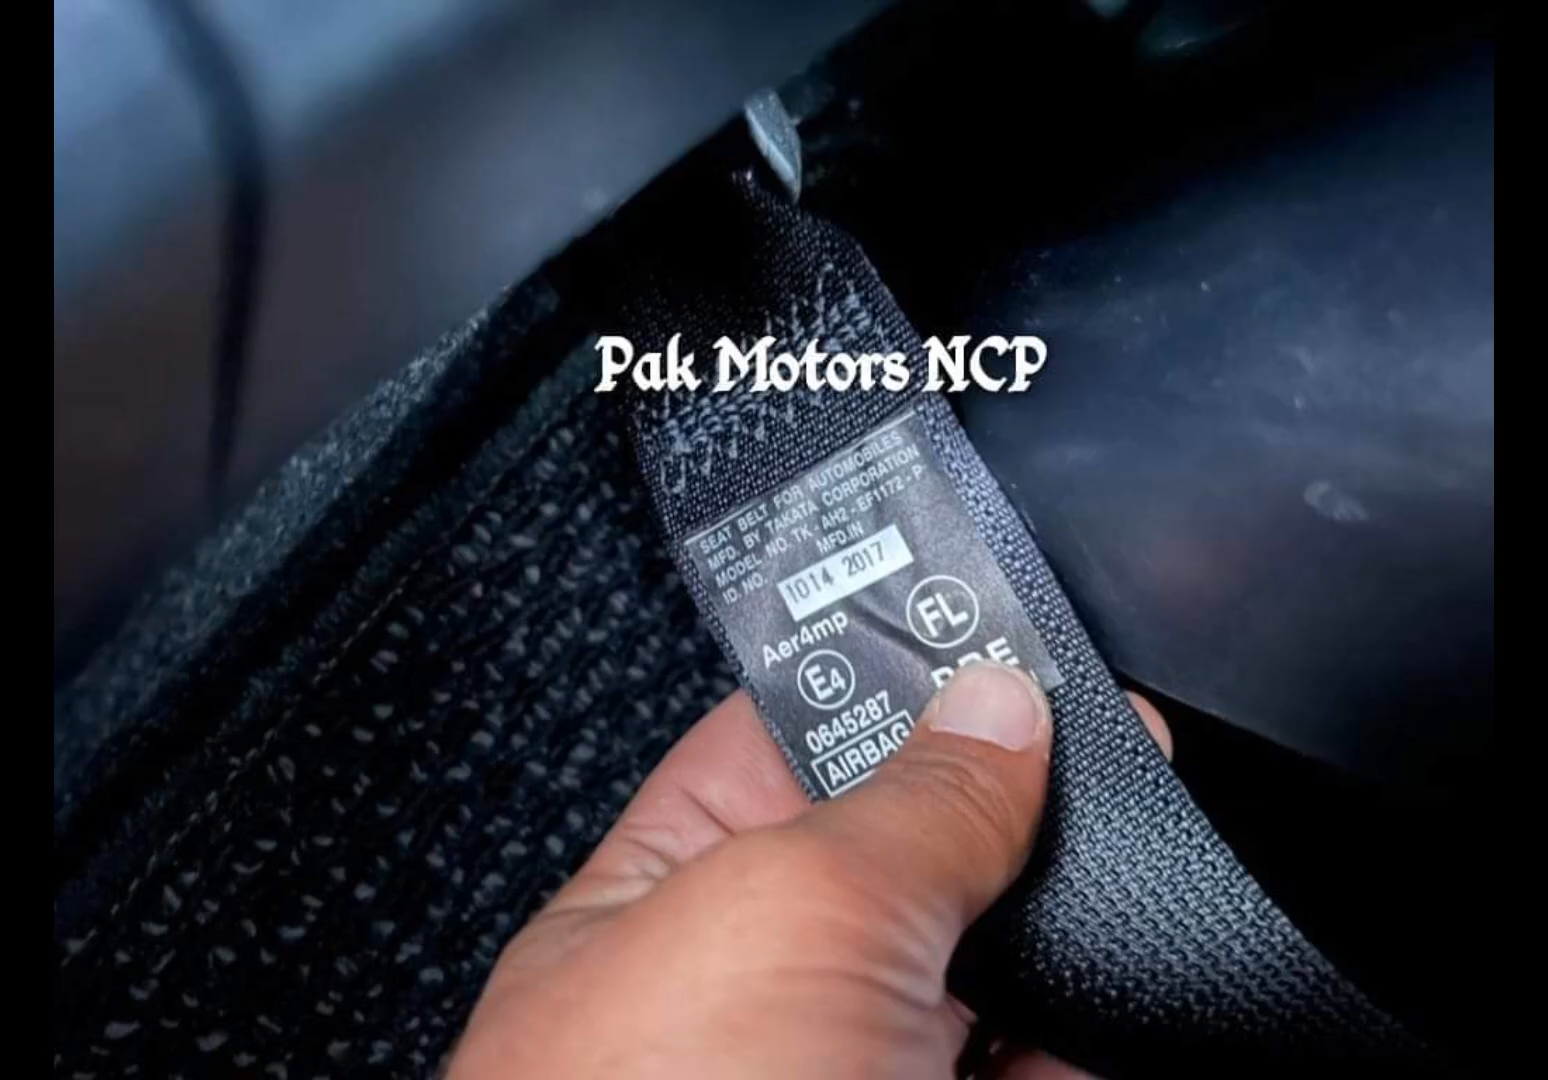 Pak Motors NCP
SEAT BELT FOR AUTOMOBILES
MFD. BY TAKATA CORPORATION
MODEL NO. TK-AH2-EF1172-P
ID.NO. MFD.IN
1014 2017
Aer4mp
FL
E4
0645287
AIRBAG